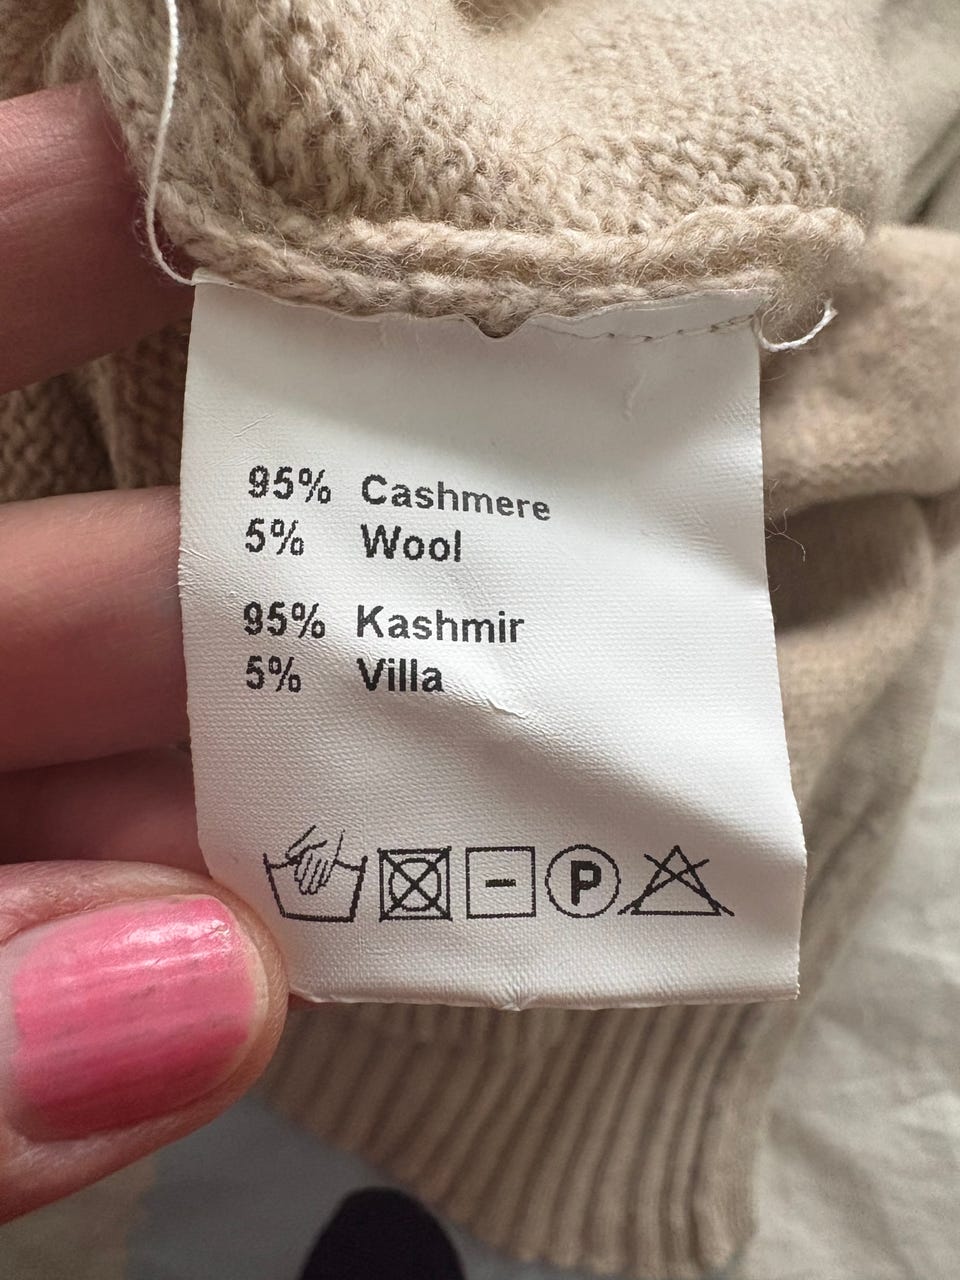 95% Cashmere
5% Wool
95% Kashmir
5% Villa
P